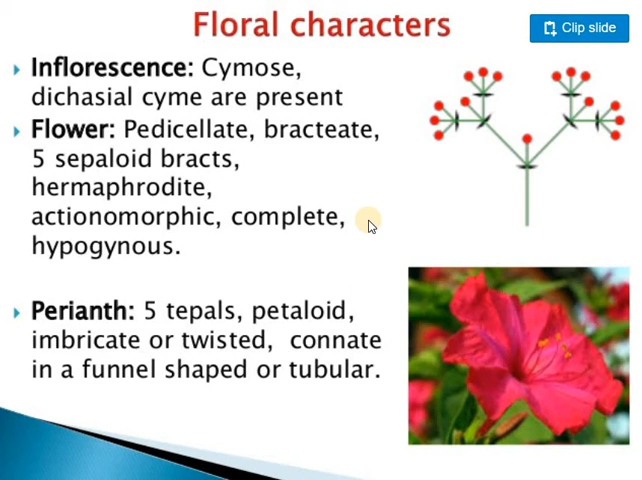 Floral characters
Clip slide
Inflorescence: Cymose,
dichasial cyme are present
Flower: Pedicellate, bracteate,
5 sepaloid bracts,
hermaphrodite,
actionomorphic, complete,
hypogynous.
Perianth: 5 tepals, petaloid,
imbricate or twisted, connate
in a funnel shaped or tubular.